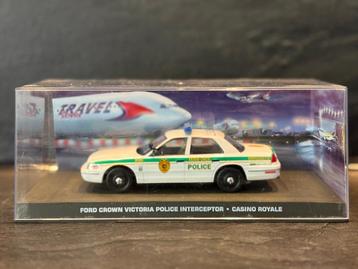 TRAVEL
POLICE
FORD CROWN VICTORIA POLICE INTERCEPTOR • CASINO ROYALE